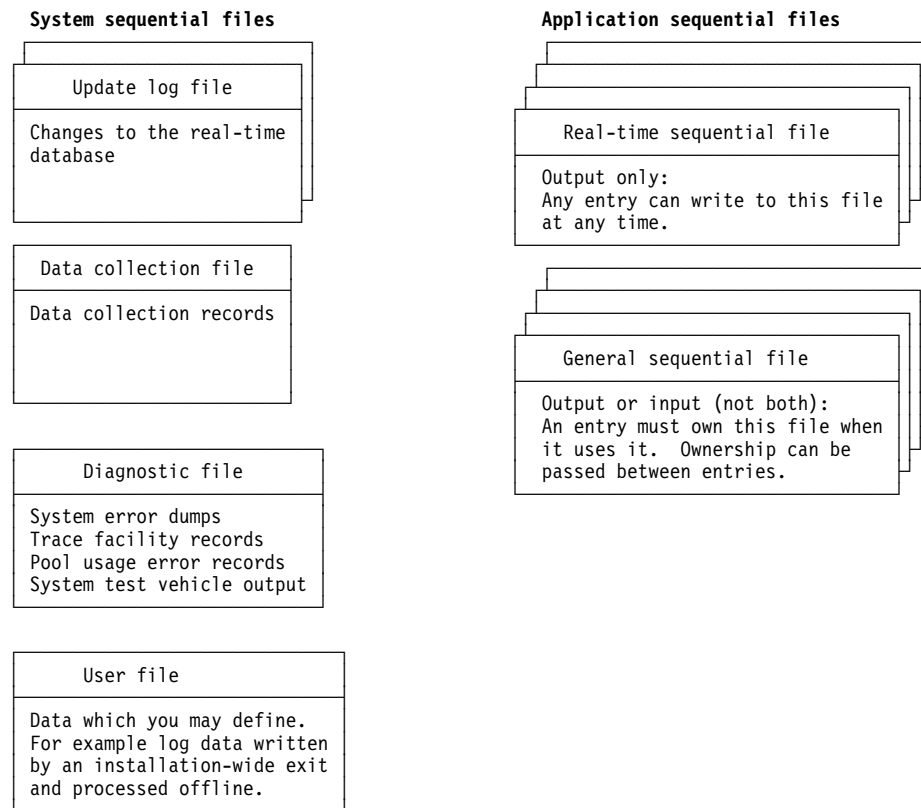 System sequential files
Update log file
Changes to the real-time
database
Data collection file
Data collection records
Diagnostic file
System error dumps
Trace facility records
Pool usage error records
System test vehicle output
User file
Data which you may define.
For example log data written
by an installation-wide exit
and processed offline.
Application sequential files
Real-time sequential file
Output only:
Any entry can write to this file
at any time.
General sequential file
Output or input (not both):
An entry must own this file when
it uses it. Ownership can be
passed between entries.